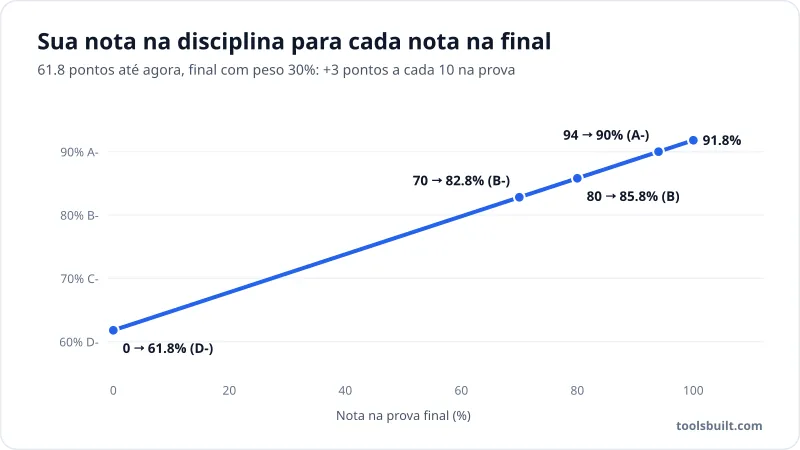 Sua nota na disciplina para cada nota na final
61.8 pontos até agora, final com peso 30%: +3 pontos a cada 10 na prova
94 → 90% (A-)
91.8%
90% A-
70 → 82.8% (B-)
80 → 85.8% (B)
80% B-
70% C-
60% D-
0 → 61.8% (D-)
0 20 40 60 80 100
Nota na prova final (%)
toolsbuilt.com